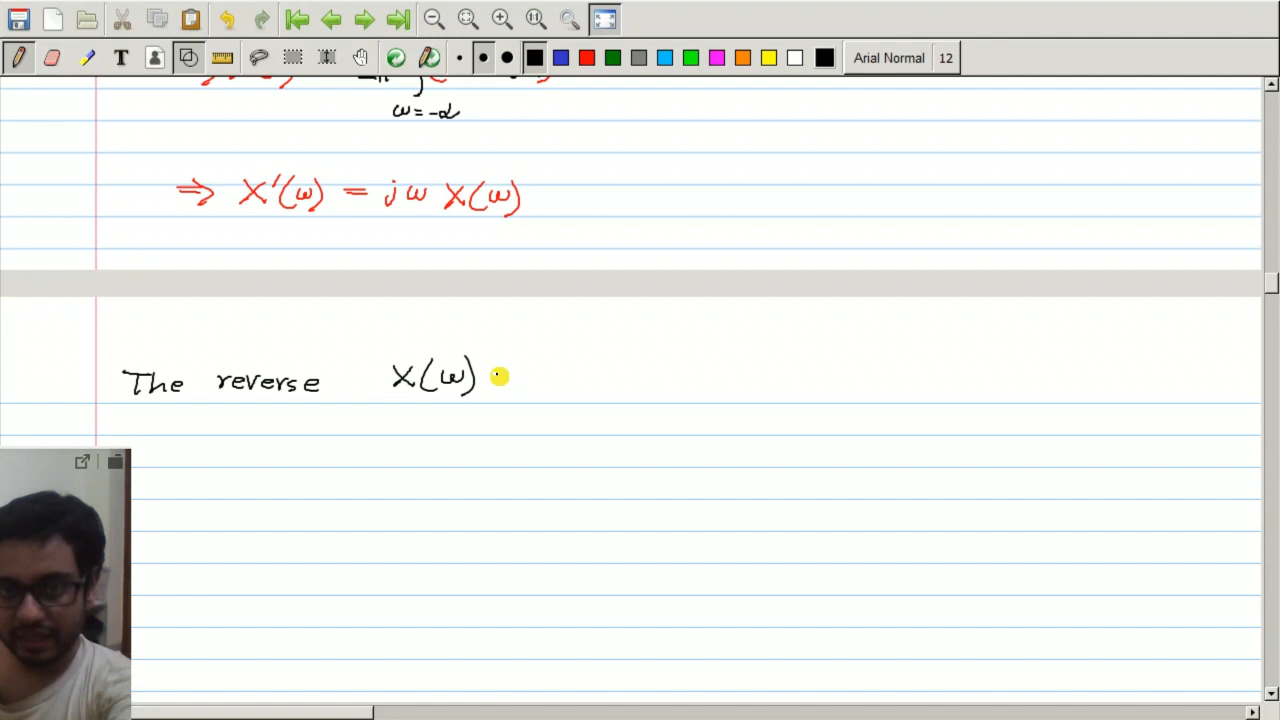 T Arial Normal 12
ω = -α
⇒ X'(ω) = jω X(ω)
The reverse X(ω)